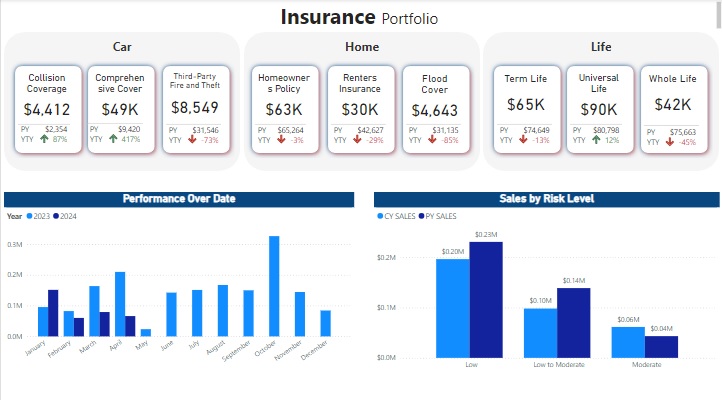 Insurance Portfolio
Car
Home
Life
Collision
Coverage
$4,412
PY $2,354
YTY 87%
Comprehen
sive Cover
$49K
PY $9,420
YTY 417%
Third-Party
Fire and Theft
$8,549
PY $31,546
YTY -73%
Homeowner
s Policy
$63K
PY $65,264
YTY -3%
Renters
Insurance
$30K
PY $42,627
YTY -29%
Flood
Cover
$4,643
PY $31,135
YTY -85%
Term Life
$65K
PY $74,649
YTY -13%
Universal
Life
$90K
PY $80,798
YTY 12%
Whole Life
$42K
PY $75,663
YTY -45%
Performance Over Date
Year 2023 2024
0.3M
0.2M
0.1M
0.0M
January
February
March
April
May
June
July
August
September
October
November
December
Sales by Risk Level
CY SALES PY SALES
$0.2M
$0.1M
$0.0M
$0.20M
$0.23M
$0.10M
$0.14M
$0.06M
$0.04M
Low
Low to Moderate
Moderate